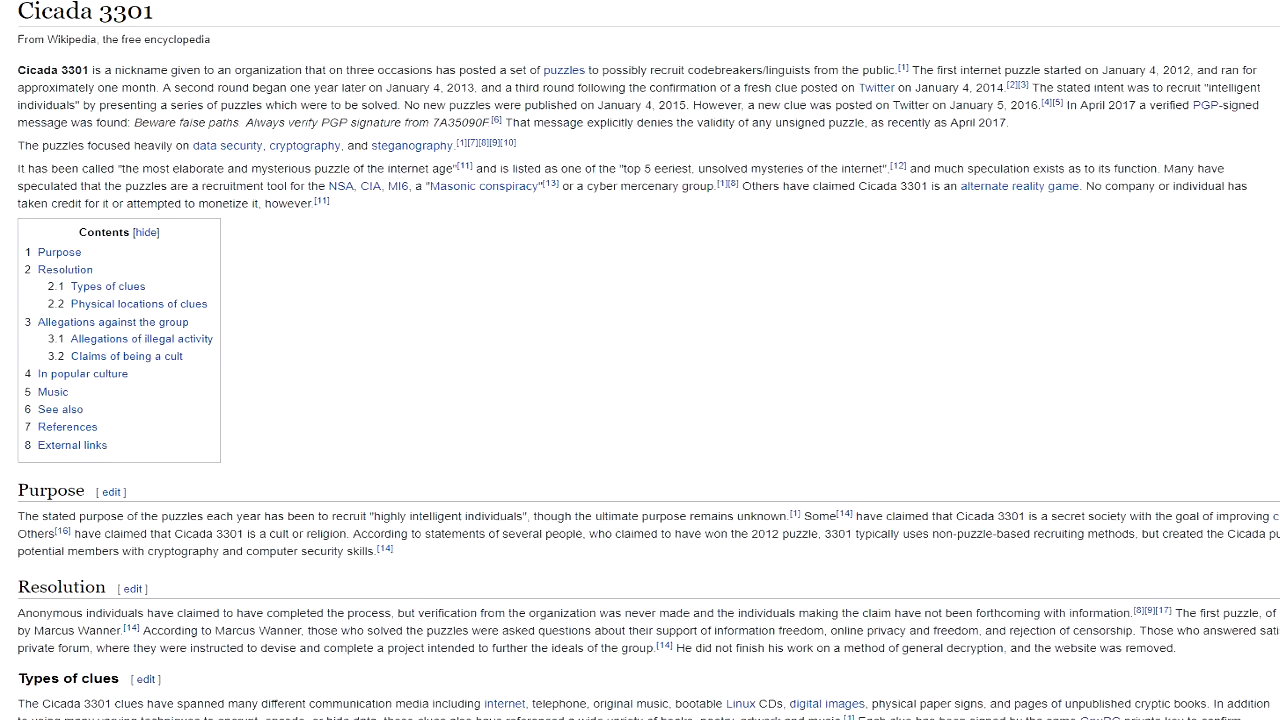 Cicada 3301
From Wikipedia, the free encyclopedia
Cicada 3301 is a nickname given to an organization that on three occasions has posted a set of puzzles to possibly recruit codebreakers/linguists from the public.[1] The first internet puzzle started on January 4, 2012, and ran for
approximately one month. A second round began one year later on January 4, 2013, and a third round following the confirmation of a fresh clue posted on Twitter on January 4, 2014.[2][3] The stated intent was to recruit "intelligent
individuals" by presenting a series of puzzles which were to be solved. No new puzzles were published on January 4, 2015. However, a new clue was posted on Twitter on January 5, 2016.[4][5] In April 2017 a verified PGP-signed
message was found: Beware false paths. Always verify PGP signature from 7A35090F.[6] That message explicitly denies the validity of any unsigned puzzle, as recently as April 2017.
The puzzles focused heavily on data security, cryptography, and steganography.[1][7][8][9][10]
It has been called "the most elaborate and mysterious puzzle of the internet age"[11] and is listed as one of the "top 5 eeriest, unsolved mysteries of the internet",[12] and much speculation exists as to its function. Many have
speculated that the puzzles are a recruitment tool for the NSA, CIA, MI6, a "Masonic conspiracy"[13] or a cyber mercenary group.[1][8] Others have claimed Cicada 3301 is an alternate reality game. No company or individual has
taken credit for it or attempted to monetize it, however.[11]
Contents [hide]
1 Purpose
2 Resolution
2.1 Types of clues
2.2 Physical locations of clues
3 Allegations against the group
3.1 Allegations of illegal activity
3.2 Claims of being a cult
4 In popular culture
5 Music
6 See also
7 References
8 External links
Purpose [ edit ]
The stated purpose of the puzzles each year has been to recruit "highly intelligent individuals", though the ultimate purpose remains unknown.[1] Some[14] have claimed that Cicada 3301 is a secret society with the goal of improving c
Others[16] have claimed that Cicada 3301 is a cult or religion. According to statements of several people, who claimed to have won the 2012 puzzle, 3301 typically uses non-puzzle-based recruiting methods, but created the Cicada pu
potential members with cryptography and computer security skills.[14]
Resolution [ edit ]
Anonymous individuals have claimed to have completed the process, but verification from the organization was never made and the individuals making the claim have not been forthcoming with information.[8][9][17] The first puzzle, of
by Marcus Wanner.[14] According to Marcus Wanner, those who solved the puzzles were asked questions about their support of information freedom, online privacy and freedom, and rejection of censorship. Those who answered sati
private forum, where they were instructed to devise and complete a project intended to further the ideals of the group.[14] He did not finish his work on a method of general decryption, and the website was removed.
Types of clues [ edit ]
The Cicada 3301 clues have spanned many different communication media including internet, telephone, original music, bootable Linux CDs, digital images, physical paper signs, and pages of unpublished cryptic books. In addition